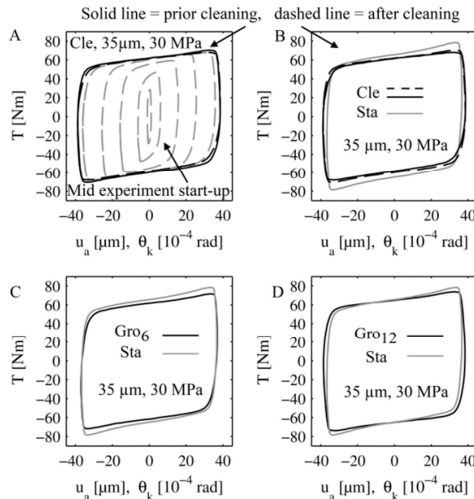 Solid line = prior cleaning, dashed line = after cleaning
A
Cle, 35µm, 30 MPa
T [Nm]
80
60
40
20
0
−20
−40
−60
−80
Mid experiment start-up
−40 −20 0 20 40
u_a [µm], θ_k [10⁻⁴ rad]
B
Cle
Sta
35 µm, 30 MPa
T [Nm]
80
60
40
20
0
−20
−40
−60
−80
−40 −20 0 20 40
u_a [µm], θ_k [10⁻⁴ rad]
C
Gro₆
Sta
35 µm, 30 MPa
T [Nm]
80
60
40
20
0
−20
−40
−60
−80
−40 −20 0 20 40
u_a [µm], θ_k [10⁻⁴ rad]
D
Gro₁₂
Sta
35 µm, 30 MPa
T [Nm]
80
60
40
20
0
−20
−40
−60
−80
−40 −20 0 20 40
u_a [µm], θ_k [10⁻⁴ rad]